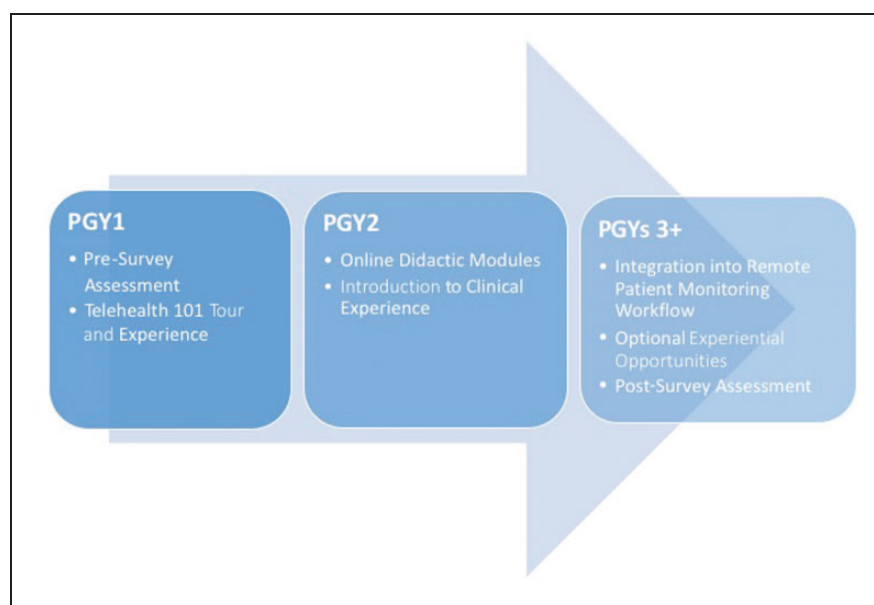 PGY1
• Pre-Survey
Assessment
• Telehealth 101 Tour
and Experience
PGY2
• Online Didactic Modules
• Introduction to Clinical
Experience
PGYs 3+
• Integration into Remote
Patient Monitoring
Workflow
• Optional Experiential
Opportunities
• Post-Survey Assessment